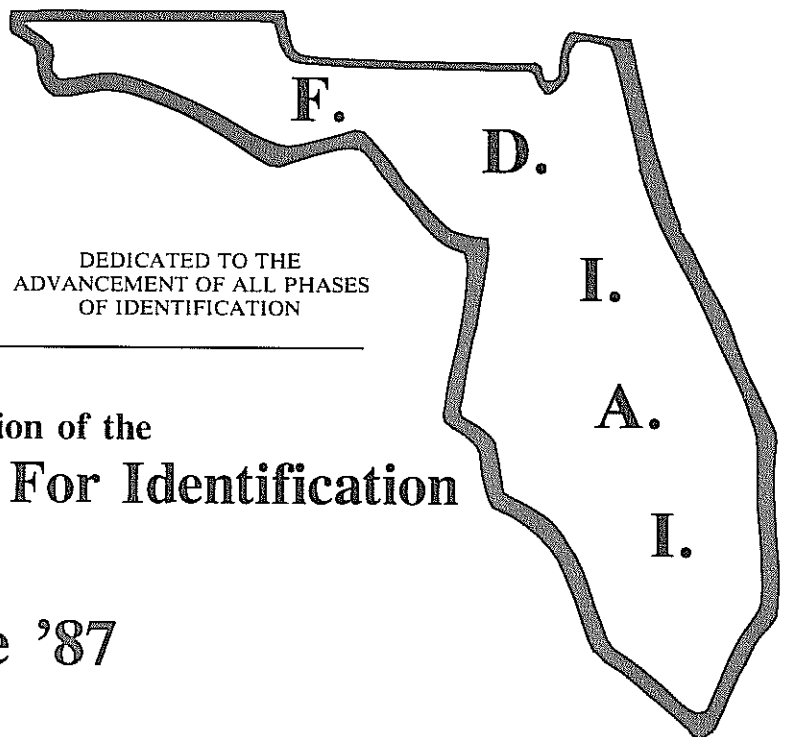 F.
D.
DEDICATED TO THE
ADVANCEMENT OF ALL PHASES
OF IDENTIFICATION
I.
A.
ion of the
For Identification
I.
e '87